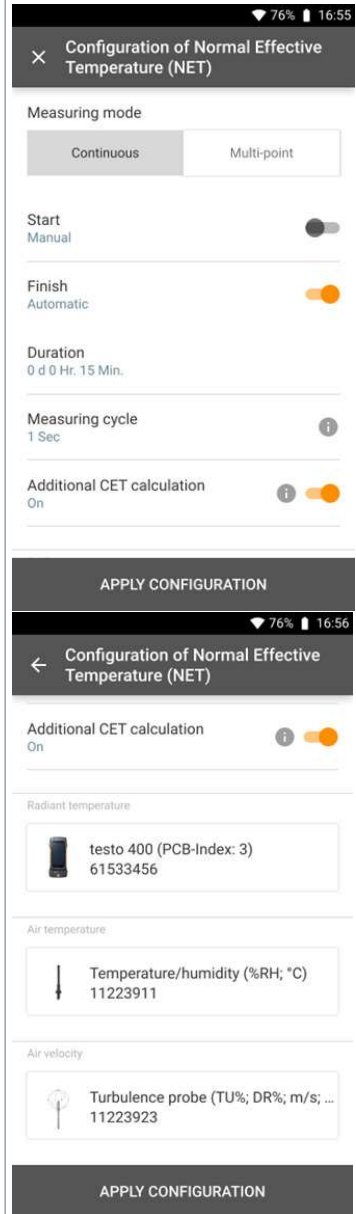 76% 16:55
Configuration of Normal Effective
Temperature (NET)
Measuring mode
Continuous Multi-point
Start
Manual
Finish
Automatic
Duration
0 d 0 Hr. 15 Min.
Measuring cycle
1 Sec
Additional CET calculation
On
APPLY CONFIGURATION
76% 16:56
Configuration of Normal Effective
Temperature (NET)
Additional CET calculation
On
Radiant temperature
testo 400 (PCB-Index: 3)
61533456
Air temperature
Temperature/humidity (%RH; °C)
11223911
Air velocity
Turbulence probe (TU%; DR%; m/s; ...
11223923
APPLY CONFIGURATION